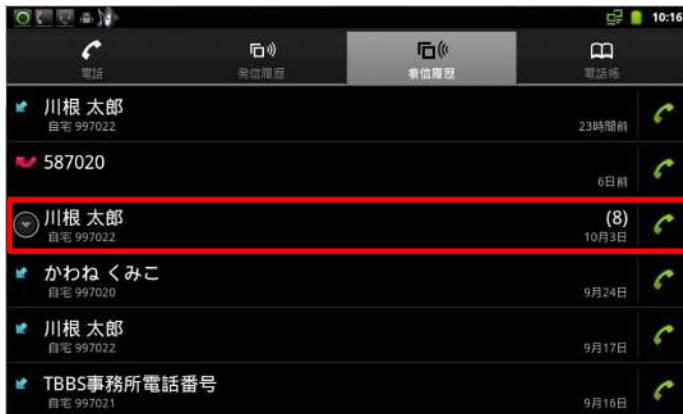 10:16
電話
発信履歴
着信履歴
電話帳
川根 太郎
自宅 997022
23時間前
587020
6日前
川根 太郎
(8)
自宅 997022
10月3日
かわね くみこ
自宅 997020
9月24日
川根 太郎
自宅 997022
9月17日
TBBS事務所電話番号
自宅 997021
9月16日